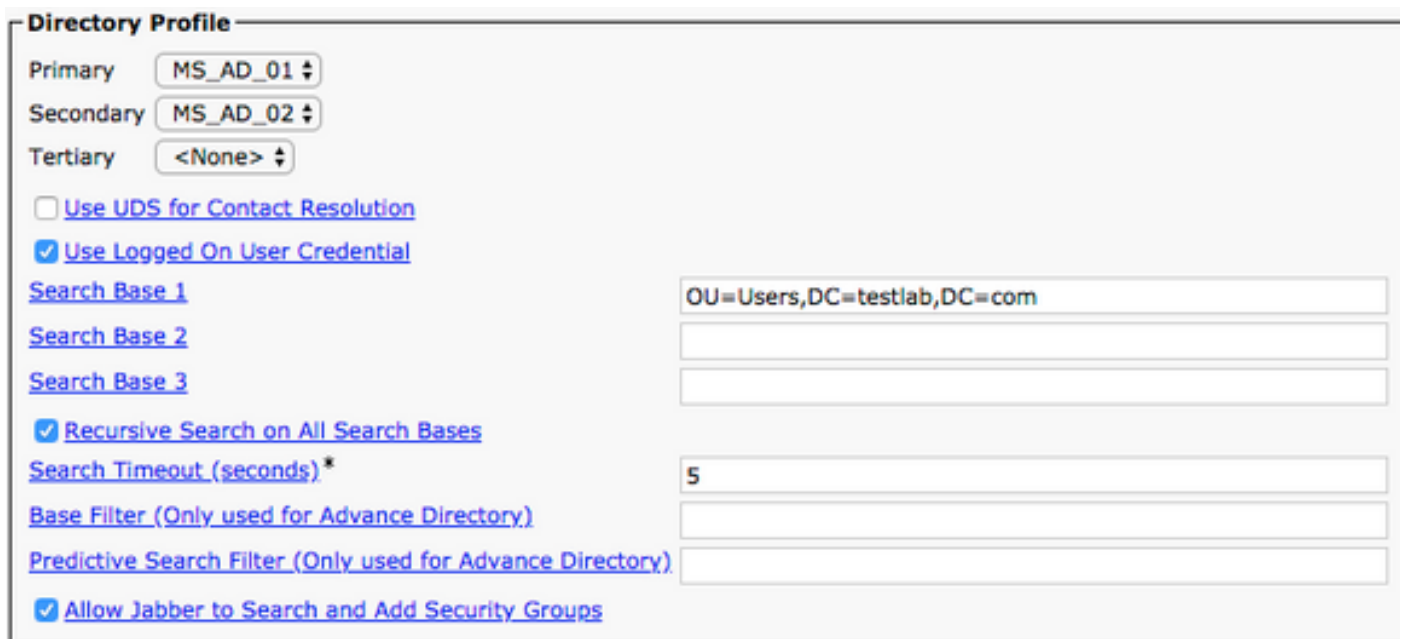 Directory Profile
Primary MS_AD_01
Secondary MS_AD_02
Tertiary <None>
Use UDS for Contact Resolution
Use Logged On User Credential
Search Base 1 OU=Users,DC=testlab,DC=com
Search Base 2
Search Base 3
Recursive Search on All Search Bases
Search Timeout (seconds)* 5
Base Filter (Only used for Advance Directory)
Predictive Search Filter (Only used for Advance Directory)
Allow Jabber to Search and Add Security Groups